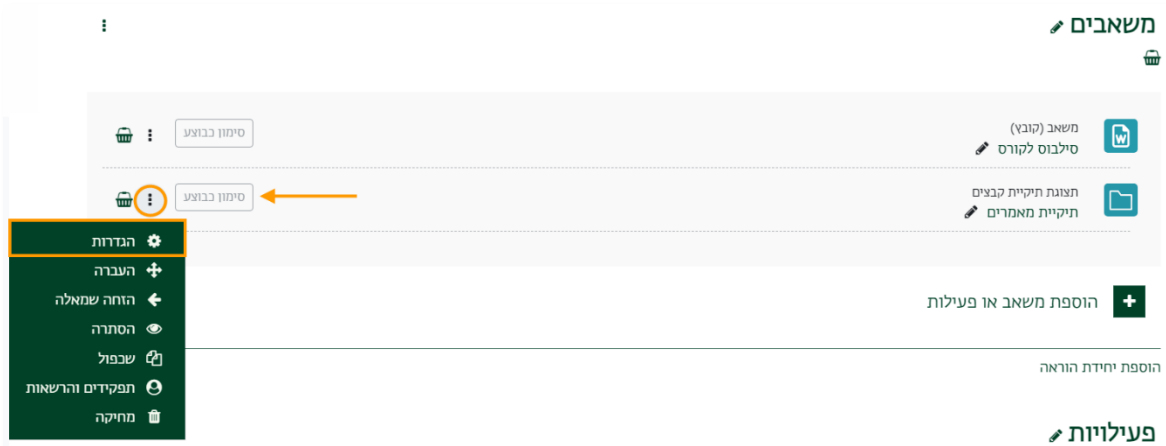 משאבים
משאב (קובץ)
סילבוס לקורס
סימון כבוצע
תצוגת תיקיית קבצים
תיקיית מאמרים
סימון כבוצע
הגדרות
העברה
הזחה שמאלה
הסתרה
שכפול
תפקידים והרשאות
מחיקה
הוספת משאב או פעילות
הוספת יחידת הוראה
פעילויות